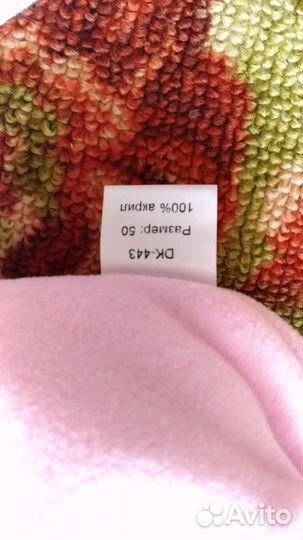 DK-443
Размер: 50
100% акрил
Avito